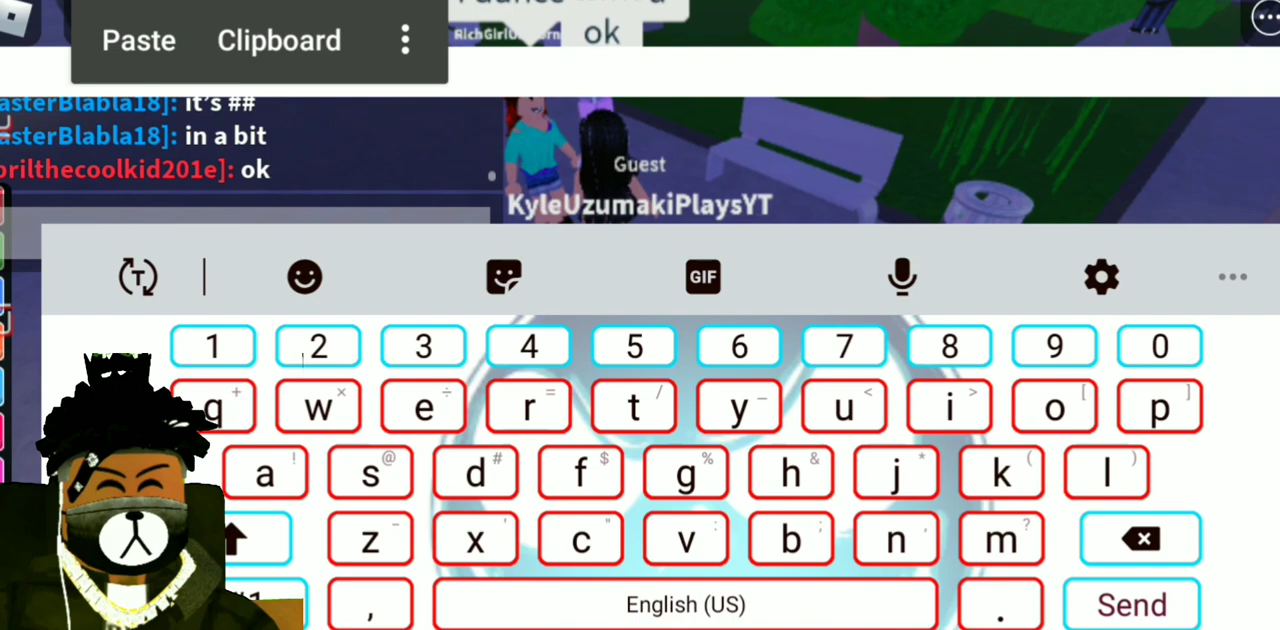 Paste Clipboard
ok
asterBlabla18]: it's ##
asterBlabla18]: in a bit
prilthecoolkid201e]: ok
Guest
KyleUzumakiPlaysYT
T GIF
1 2 3 4 5 6 7 8 9 0
q + w × e ÷ r = t / y _ u < i > o [ p ]
a ! s @ d # f $ g % h & j * k ( l )
z - x ' c " v : b ; n , m ?
, English (US) . Send